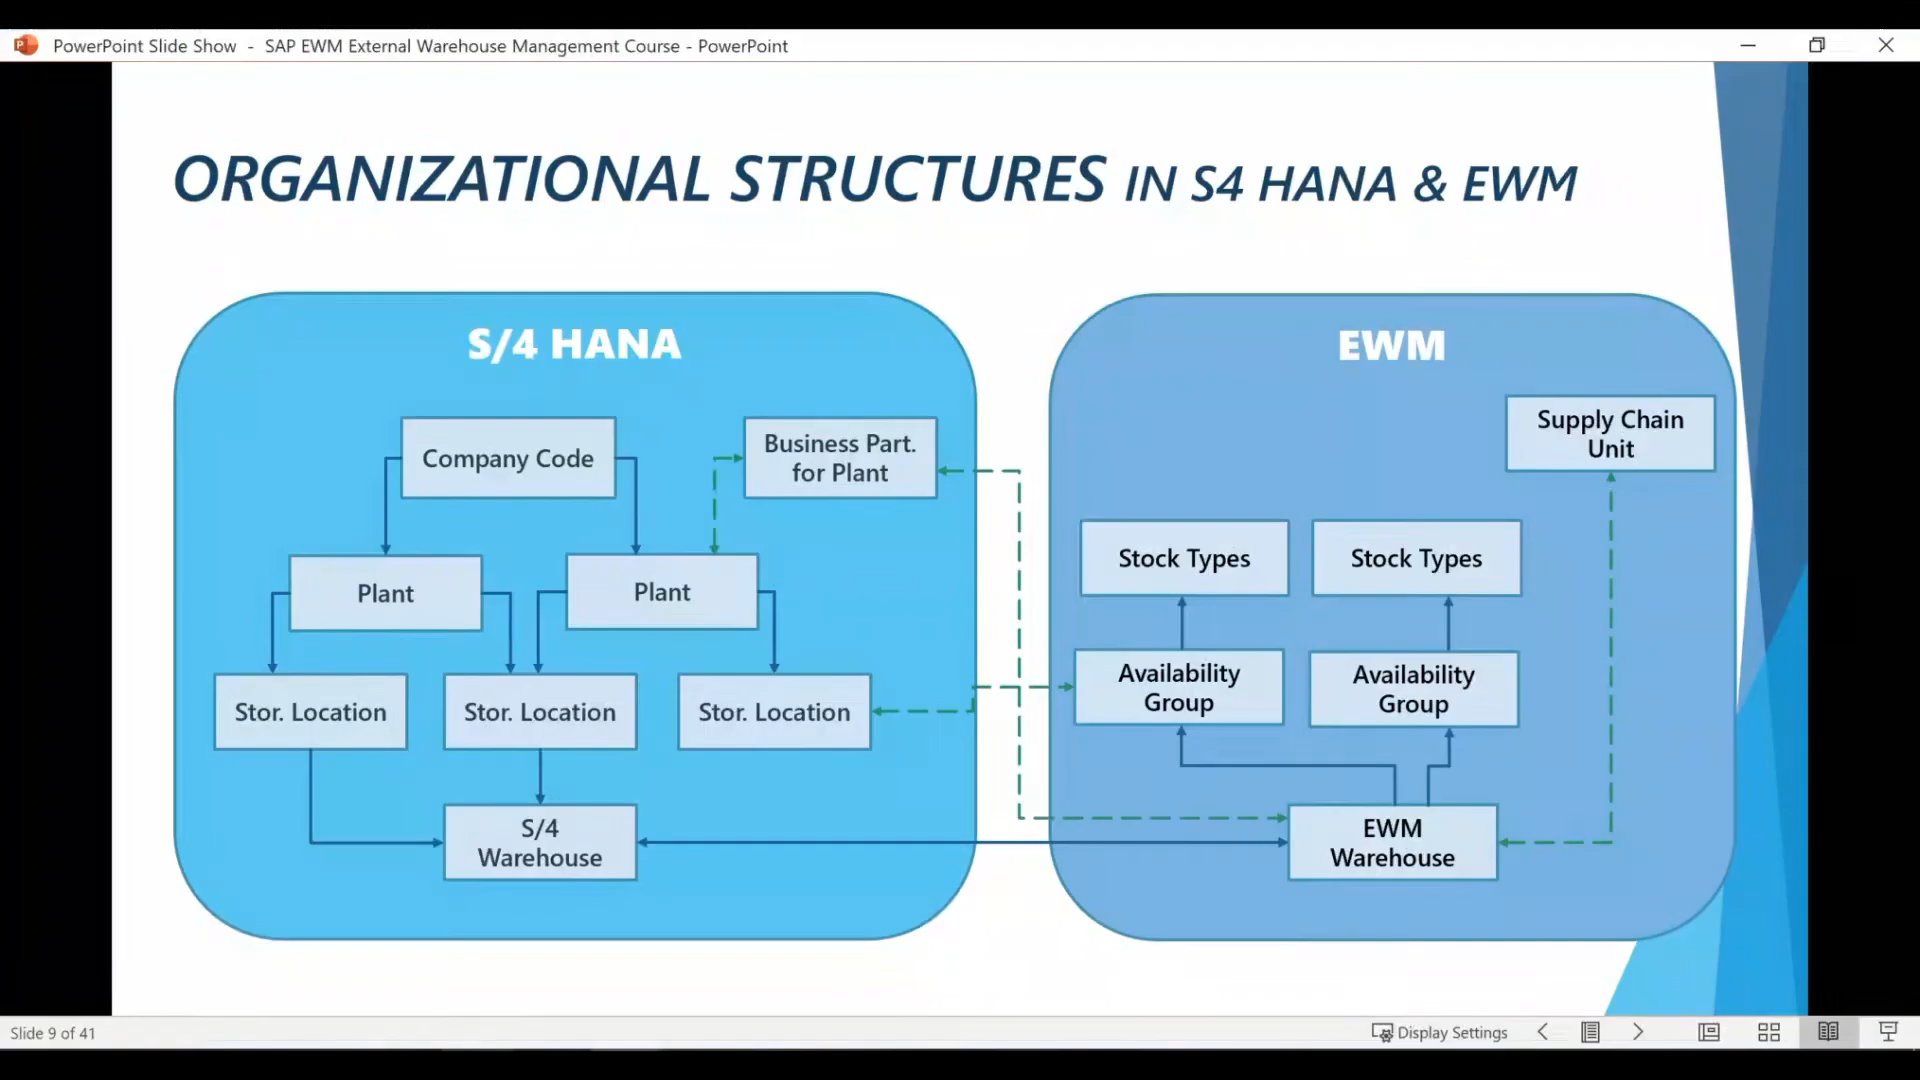 PowerPoint Slide Show - SAP EWM External Warehouse Management Course - PowerPoint
ORGANIZATIONAL STRUCTURES IN S4 HANA & EWM
S/4 HANA
Company Code
Business Part.
for Plant
Plant
Plant
Stor. Location
Stor. Location
Stor. Location
S/4
Warehouse
EWM
Supply Chain
Unit
Stock Types
Stock Types
Availability
Group
Availability
Group
EWM
Warehouse
Slide 9 of 41
Display Settings